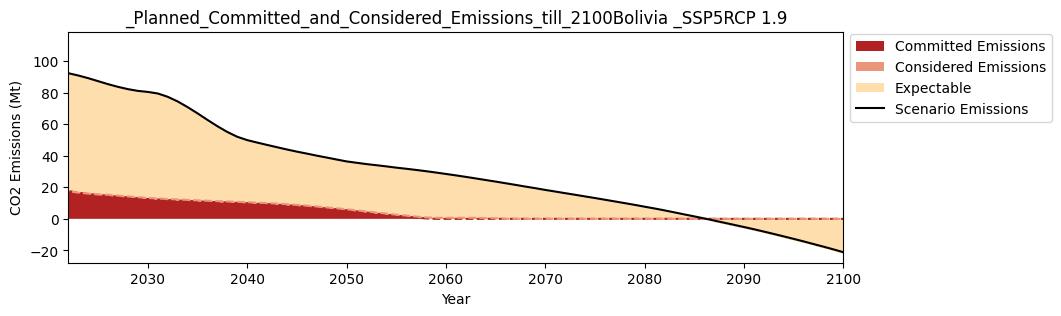 _Planned_Committed_and_Considered_Emissions_till_2100Bolivia _SSP5RCP 1.9
Committed Emissions
Considered Emissions
Expectable
Scenario Emissions
CO2 Emissions (Mt)
100
80
60
40
20
0
−20
2030 2040 2050 2060 2070 2080 2090 2100
Year